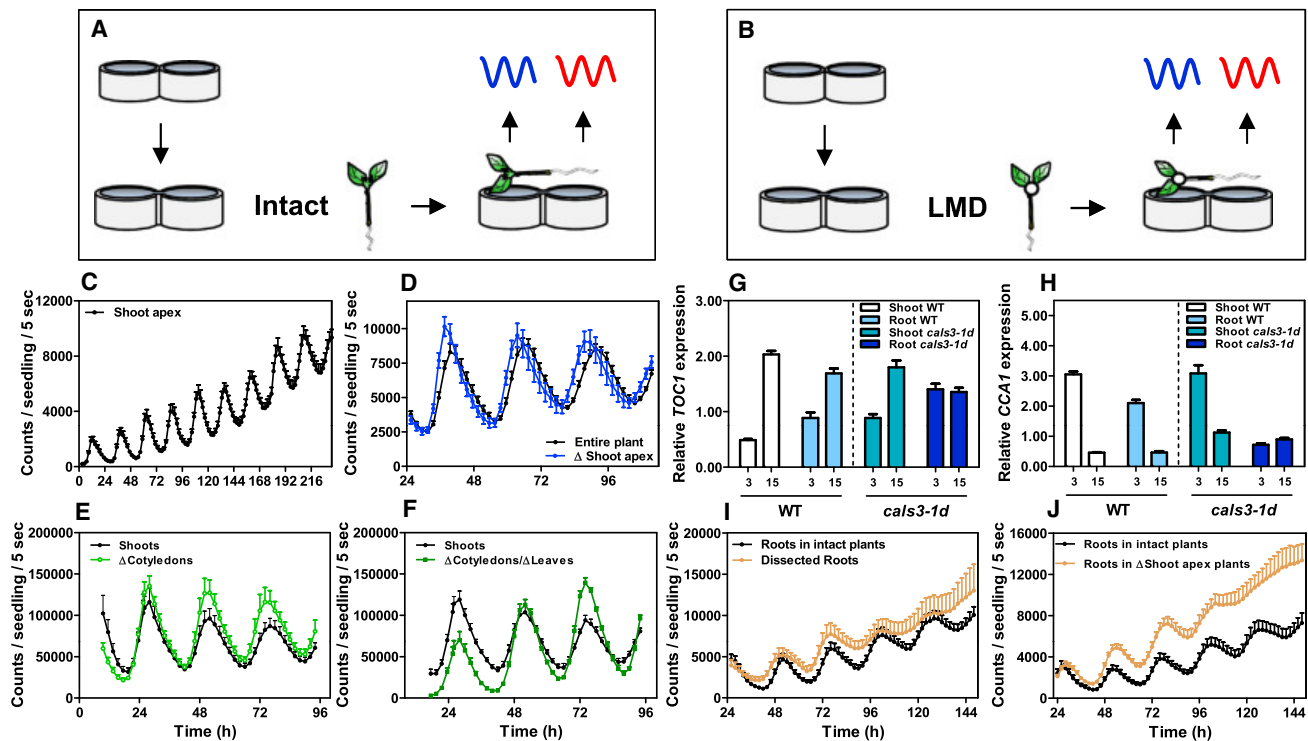 A
Intact
B
LMD
C
Counts / seedling / 5 sec
12000
8000
4000
0
Shoot apex
0 24 48 72 96 120 144 168 192 216
D
Counts / seedling / 5 sec
10000
7500
5000
2500
Entire plant
Δ Shoot apex
24 48 72 96
G
Relative TOC1 expression
3.00
2.00
1.00
0.00
Shoot WT
Root WT
Shoot cals3-1d
Root cals3-1d
3 15 3 15 3 15 3 15
WT cals3-1d
H
Relative CCA1 expression
5.00
4.00
3.00
2.00
1.00
0.00
Shoot WT
Root WT
Shoot cals3-1d
Root cals3-1d
3 15 3 15 3 15 3 15
WT cals3-1d
E
Counts / seedling / 5 sec
200000
150000
100000
50000
0
Shoots
ΔCotyledons
0 24 48 72 96
Time (h)
F
Counts / seedling / 5 sec
200000
150000
100000
50000
0
Shoots
ΔCotyledons/ΔLeaves
24 48 72 96
Time (h)
I
Counts / seedling / 5 sec
20000
15000
10000
5000
0
Roots in intact plants
Dissected Roots
24 48 72 96 120 144
Time (h)
J
Counts / seedling / 5 sec
16000
12000
8000
4000
0
Roots in intact plants
Roots in ΔShoot apex plants
24 48 72 96 120 144
Time (h)